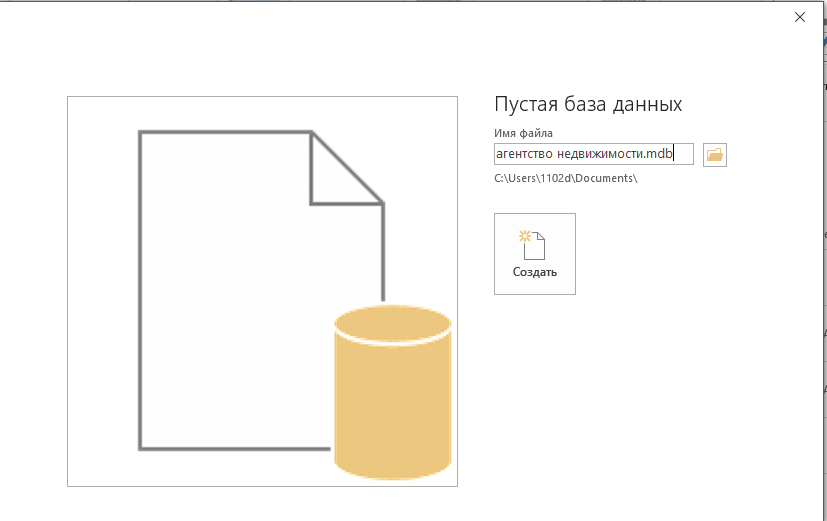 Пустая база данных
Имя файла
агентство недвижимости.mdb
C:\Users\1102d\Documents\
Создать